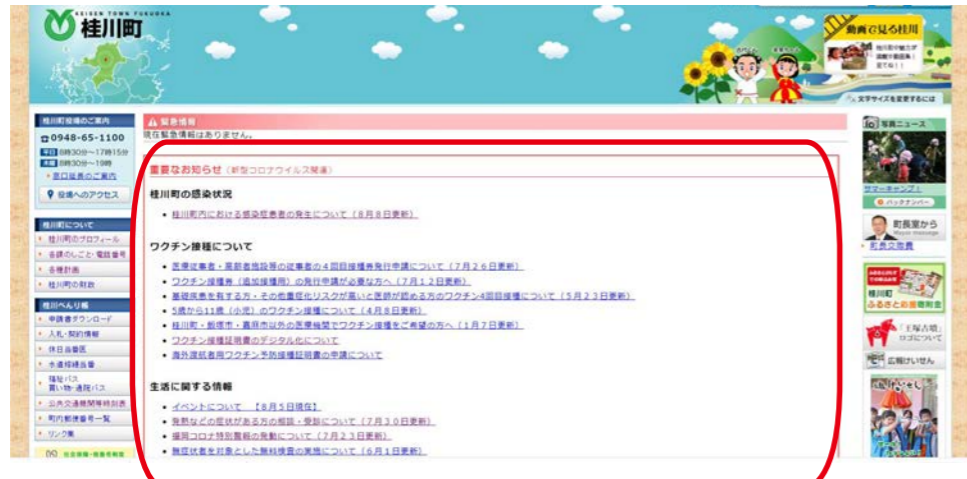 KEISEN TOWN FUKUOKA
桂川町
動画で見る桂川
文字サイズを変更するには
桂川町役場のご案内
☎0948-65-1100
平日 8時30分〜17時15分
木曜 8時30分〜19時
窓口延長のご案内
役場へのアクセス
桂川町について
桂川町のプロフィール
各課のしごと・電話番号
各種計画
桂川町の財政
桂川べんり帳
申請書ダウンロード
入札・契約情報
休日当番医
水道修繕当番
福祉バス
買い物・通院バス
公共交通機関等時刻表
町内郵便番号一覧
リンク集
社会保障・税番号制度
緊急情報
現在緊急情報はありません。
重要なお知らせ（新型コロナウイルス関連）
桂川町の感染状況
桂川町内における感染症患者の発生について（8月8日更新）
ワクチン接種について
医療従事者・高齢者施設等の従事者の4回目接種券発行申請について（7月26日更新）
ワクチン接種券（追加接種用）の発行申請が必要な方へ（7月12日更新）
基礎疾患を有する方・その他重症化リスクが高いと医師が認める方のワクチン4回目接種について（5月23日更新）
5歳から11歳（小児）のワクチン接種について（4月8日更新）
桂川町・飯塚市・嘉麻市以外の医療機関でワクチン接種をご希望の方へ（1月7日更新）
ワクチン接種証明書のデジタル化について
海外渡航者用ワクチン予防接種証明書の申請について
生活に関する情報
イベントについて 【8月5日現在】
発熱などの症状がある方の相談・受診について（7月30日更新）
福岡コロナ特別警報の発動について（7月23日更新）
無症状者を対象とした無料検査の実施について（6月1日更新）
写真ニュース
サマーキャンプ！
バックナンバー
町長室から
Mayor message
町長交際費
桂川町
ふるさと応援寄附金
「王塚古墳」
ロゴについて
広報けいせん